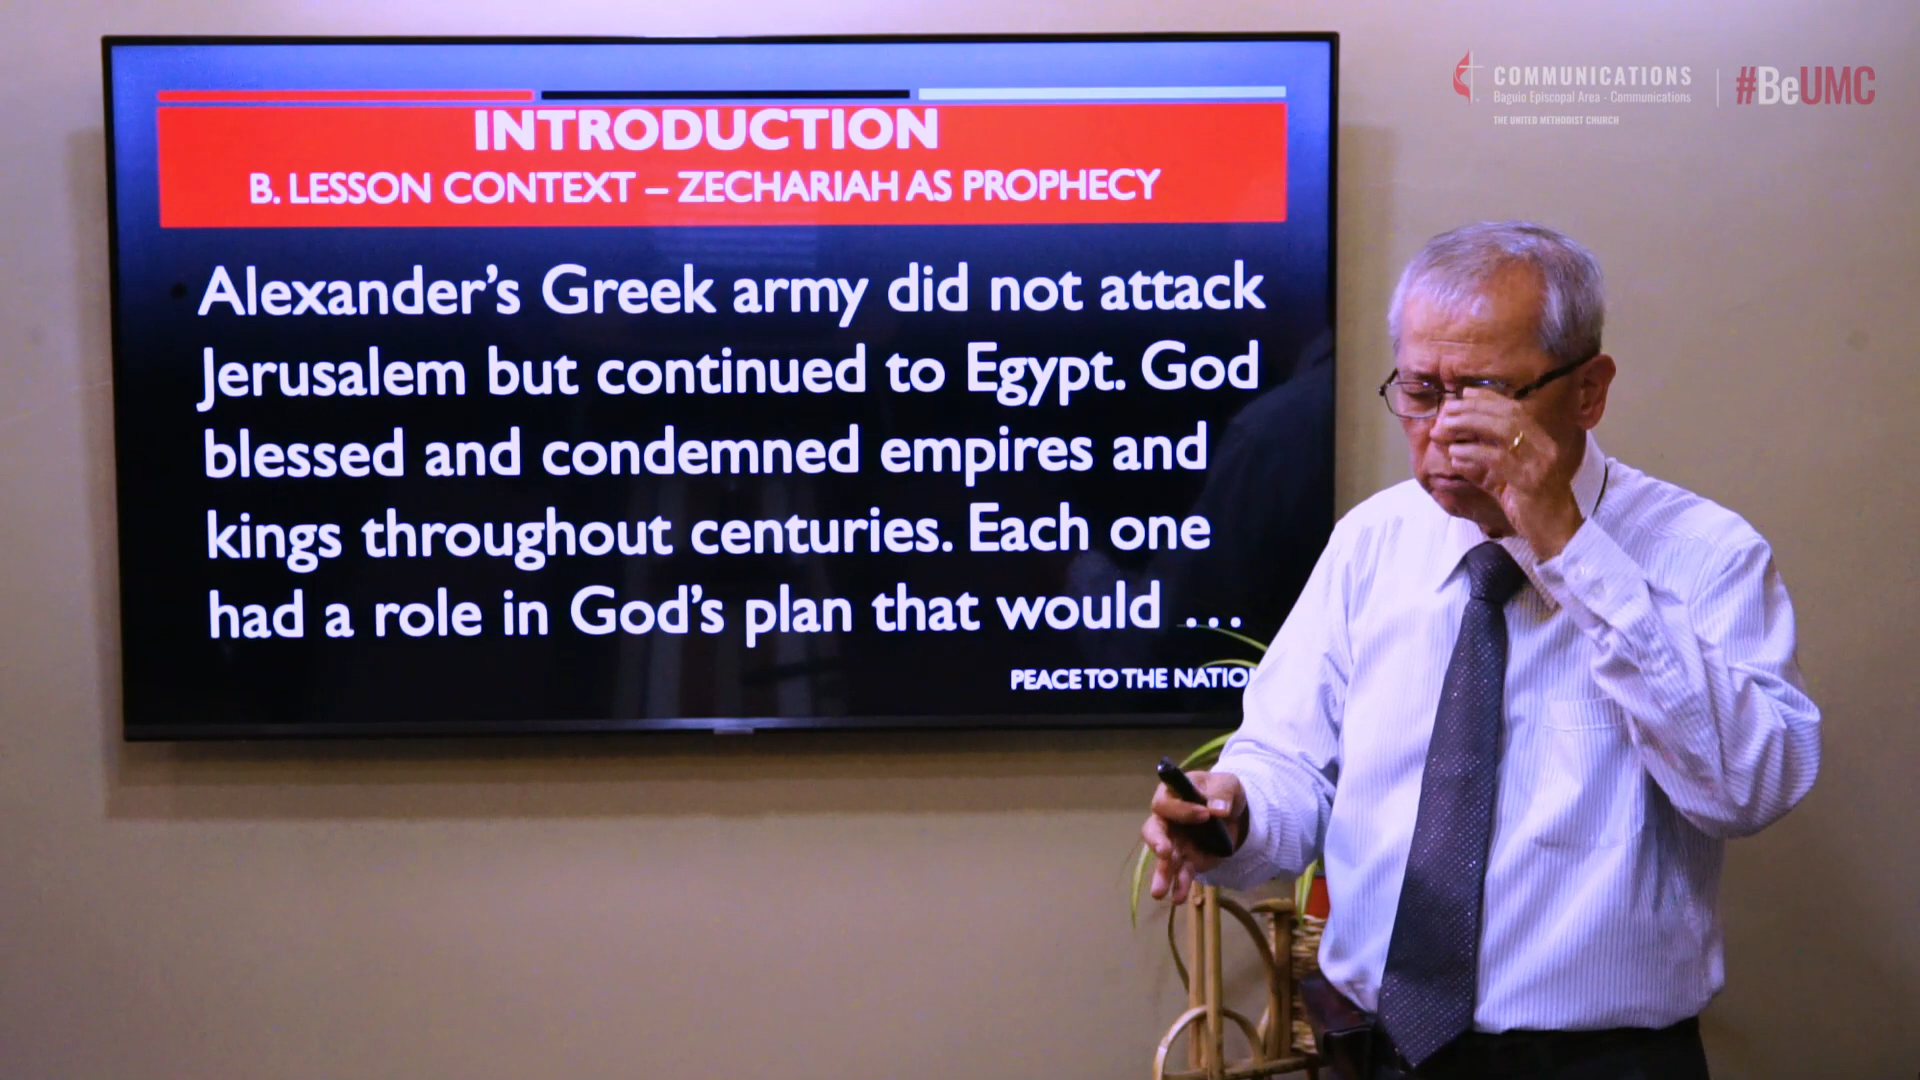 COMMUNICATIONS
Baguio Episcopal Area - Communications
THE UNITED METHODIST CHURCH
#BeUMC
INTRODUCTION
B. LESSON CONTEXT – ZECHARIAH AS PROPHECY
Alexander's Greek army did not attack
Jerusalem but continued to Egypt. God
blessed and condemned empires and
kings throughout centuries. Each one
had a role in God's plan that would ...
PEACE TO THE